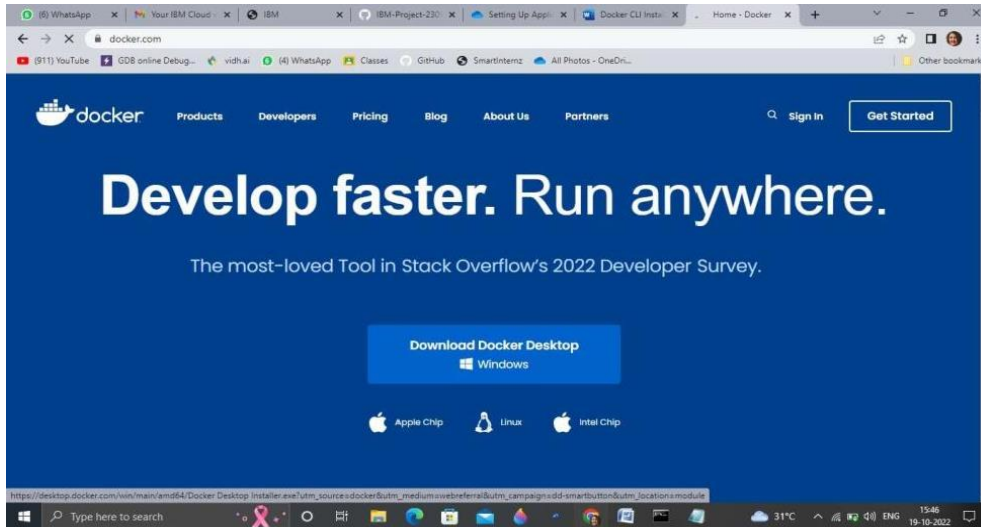 (6) WhatsApp
Your IBM Cloud
IBM
IBM-Project-230
Setting Up Appli
Docker CLI Insta
Home - Docker
docker.com
(911) YouTube
GDB online Debug...
vidh.ai
(4) WhatsApp
Classes
GitHub
SmartInternz
All Photos - OneDri...
Other bookmark
docker
Products
Developers
Pricing
Blog
About Us
Partners
Sign In
Get Started
Develop faster. Run anywhere.
The most-loved Tool in Stack Overflow's 2022 Developer Survey.
Download Docker Desktop
Windows
Apple Chip
Linux
Intel Chip
https://desktop.docker.com/win/main/amd64/Docker Desktop Installer.exe?utm_source=docker&utm_medium=webreferral&utm_campaign=dd-smartbutton&utm_location=module
Type here to search
31°C
ENG
15:46
19-10-2022